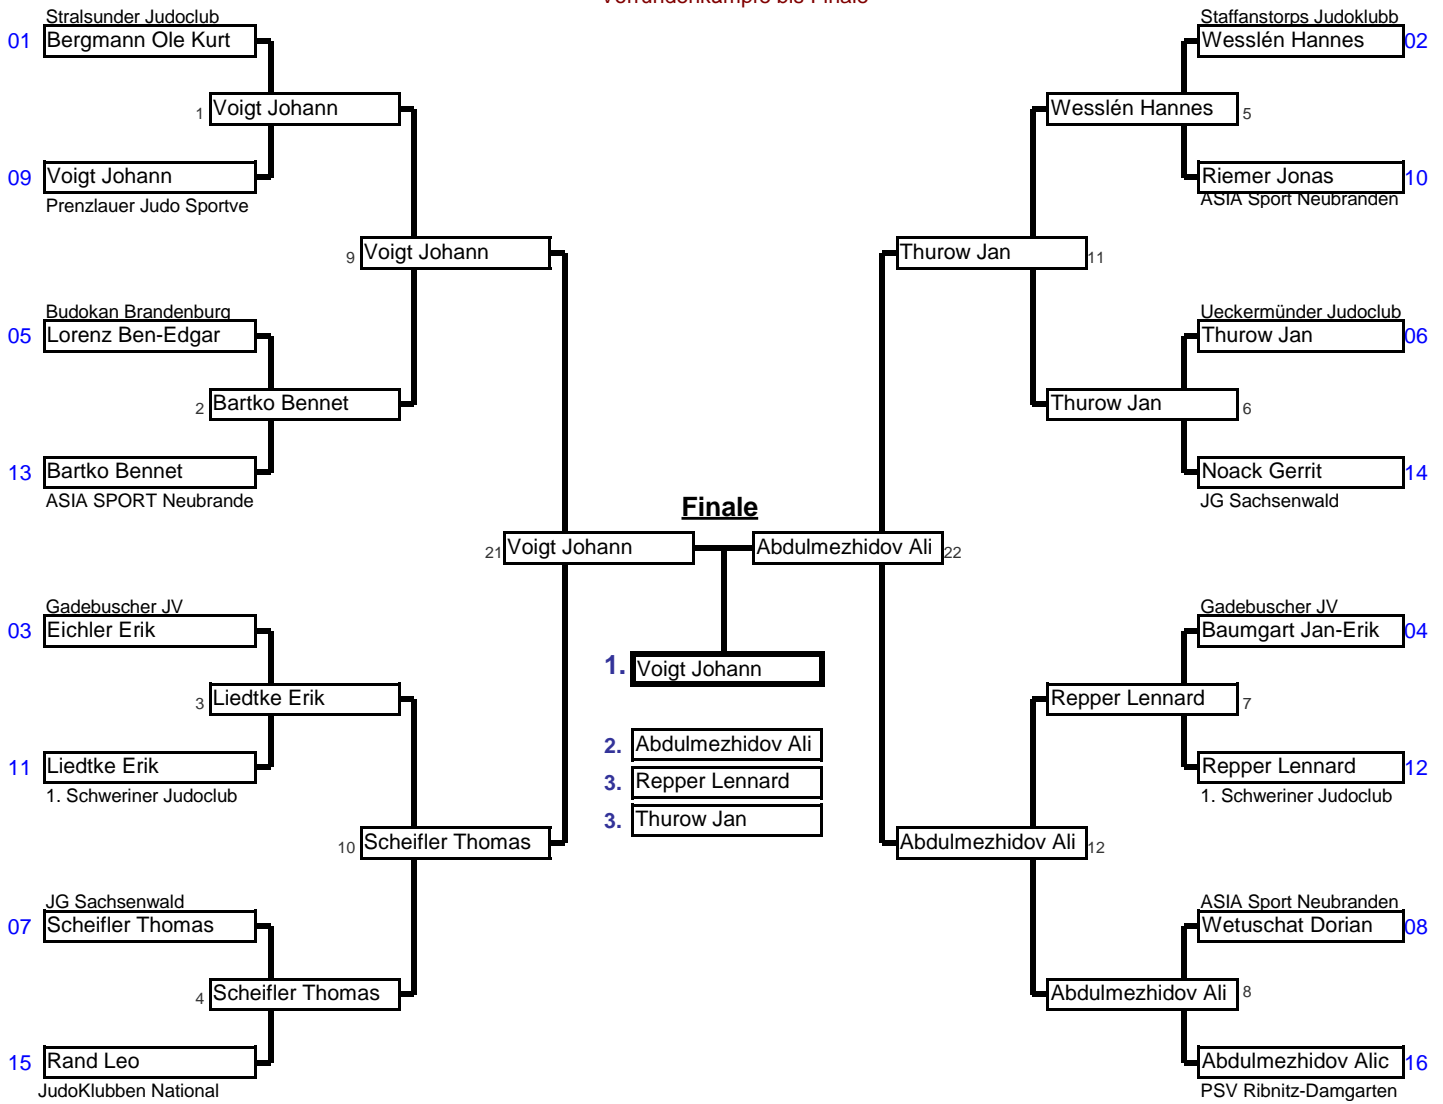 Vorrundenkämpfe bis Finale
Stralsunder Judoclub
01 Bergmann Ole Kurt
1 Voigt Johann
09 Voigt Johann
Prenzlauer Judo Sportve
9 Voigt Johann
Budokan Brandenburg
05 Lorenz Ben-Edgar
2 Bartko Bennet
13 Bartko Bennet
ASIA SPORT Neubrande
21 Voigt Johann
Gadebuscher JV
03 Eichler Erik
3 Liedtke Erik
11 Liedtke Erik
1. Schweriner Judoclub
10 Scheifler Thomas
JG Sachsenwald
07 Scheifler Thomas
4 Scheifler Thomas
15 Rand Leo
JudoKlubben National
Finale
1. Voigt Johann
2. Abdulmezhidov Ali
3. Repper Lennard
3. Thurow Jan
Staffanstorps Judoklubb
Wesslén Hannes 02
Wesslén Hannes 5
Riemer Jonas 10
ASIA Sport Neubranden
Thurow Jan 11
Ueckermünder Judoclub
Thurow Jan 06
Thurow Jan 6
Noack Gerrit 14
JG Sachsenwald
Abdulmezhidov Ali 22
Gadebuscher JV
Baumgart Jan-Erik 04
Repper Lennard 7
Repper Lennard 12
1. Schweriner Judoclub
Abdulmezhidov Ali 12
ASIA Sport Neubranden
Wetuschat Dorian 08
Abdulmezhidov Ali 8
Abdulmezhidov Alic 16
PSV Ribnitz-Damgarten